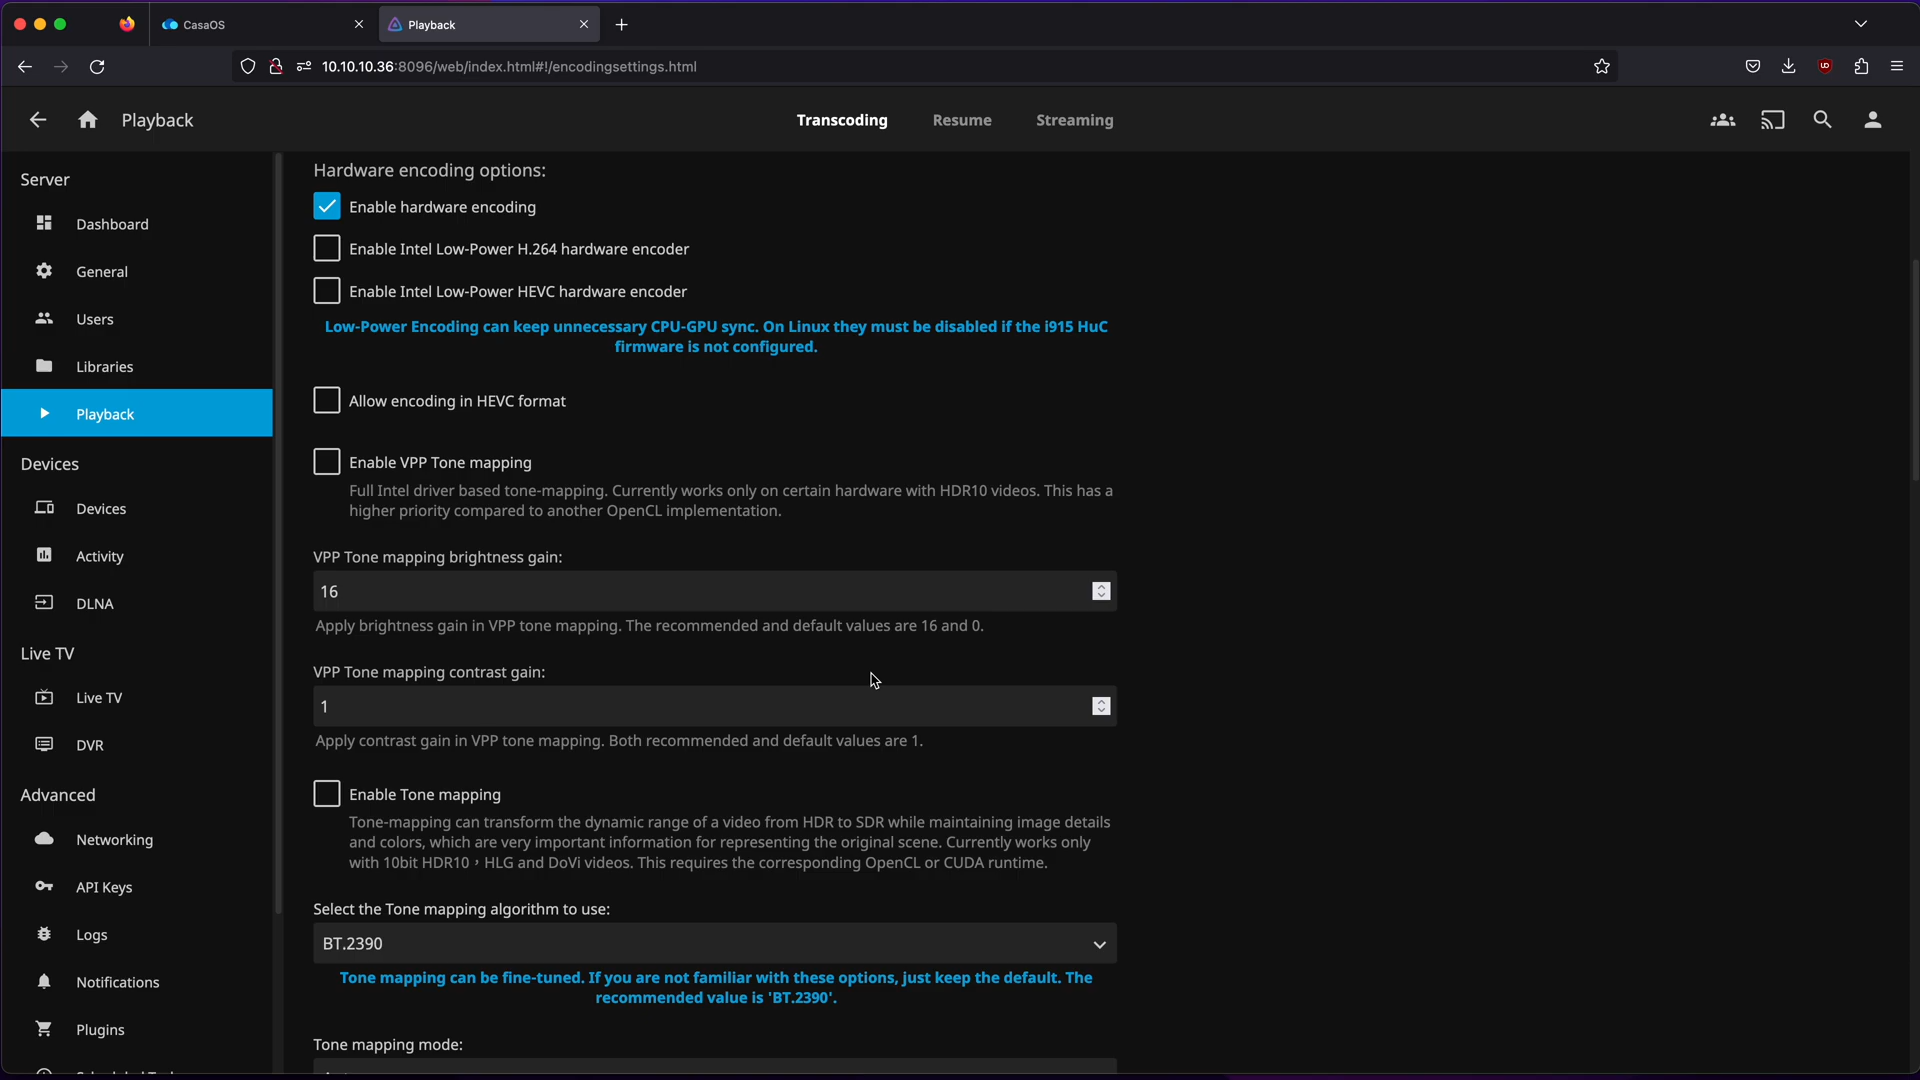 CasaOS
Playback
10.10.10.36:8096/web/index.html#!/encodingsettings.html
Playback
Transcoding
Resume
Streaming
Server
Dashboard
General
Users
Libraries
Playback
Devices
Devices
Activity
DLNA
Live TV
Live TV
DVR
Advanced
Networking
API Keys
Logs
Notifications
Plugins
Hardware encoding options:
Enable hardware encoding
Enable Intel Low-Power H.264 hardware encoder
Enable Intel Low-Power HEVC hardware encoder
Low-Power Encoding can keep unnecessary CPU-GPU sync. On Linux they must be disabled if the i915 HuC
firmware is not configured.
Allow encoding in HEVC format
Enable VPP Tone mapping
Full Intel driver based tone-mapping. Currently works only on certain hardware with HDR10 videos. This has a
higher priority compared to another OpenCL implementation.
VPP Tone mapping brightness gain:
16
Apply brightness gain in VPP tone mapping. The recommended and default values are 16 and 0.
VPP Tone mapping contrast gain:
1
Apply contrast gain in VPP tone mapping. Both recommended and default values are 1.
Enable Tone mapping
Tone-mapping can transform the dynamic range of a video from HDR to SDR while maintaining image details
and colors, which are very important information for representing the original scene. Currently works only
with 10bit HDR10，HLG and DoVi videos. This requires the corresponding OpenCL or CUDA runtime.
Select the Tone mapping algorithm to use:
BT.2390
Tone mapping can be fine-tuned. If you are not familiar with these options, just keep the default. The
recommended value is 'BT.2390'.
Tone mapping mode: